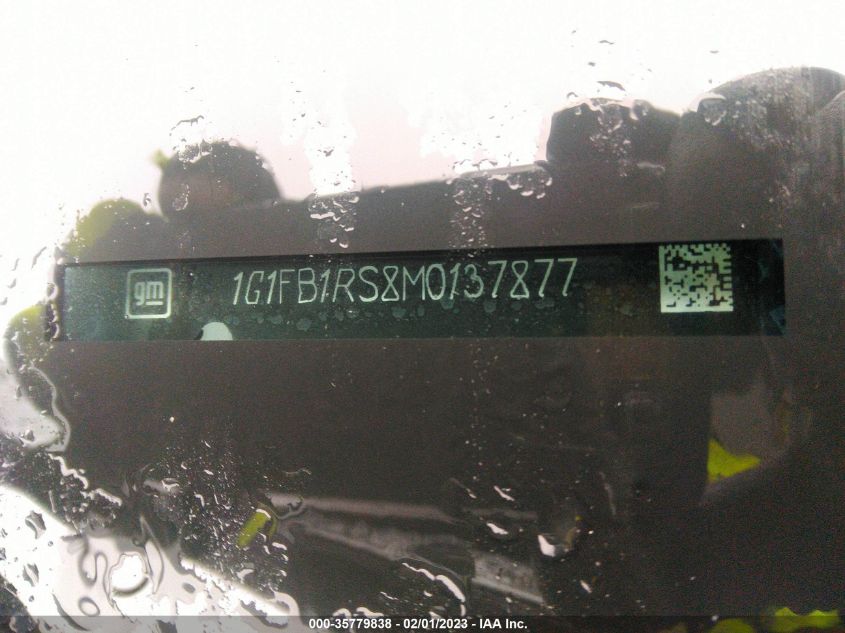 gm 1G1FB1RS8M0137877
000-35779838 - 02/01/2023 - IAA Inc.